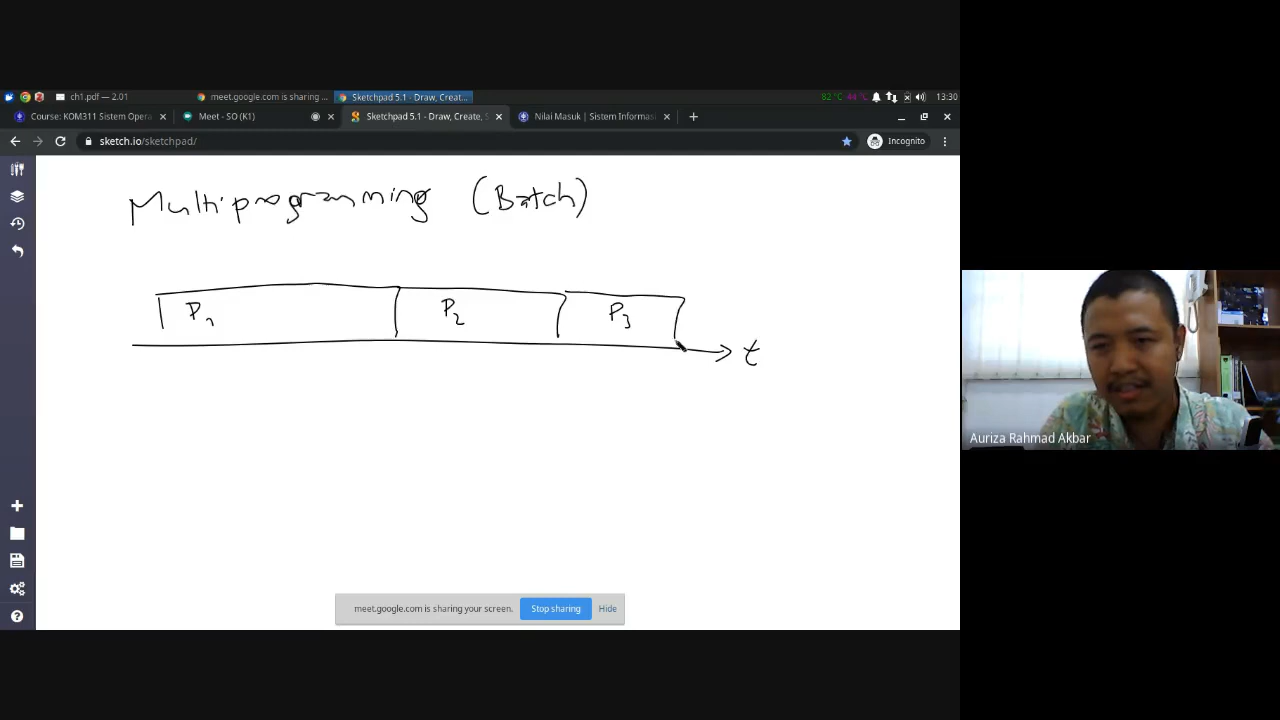 ch1.pdf — 2.01
meet.google.com is sharing ...
Sketchpad 5.1 - Draw, Creat...
82 °C 44 °C
13:30
Course: KOM311 Sistem Opera
Meet - SO (K1)
Sketchpad 5.1 - Draw, Create, S
Nilai Masuk | Sistem Informasi
sketch.io/sketchpad/
Incognito
Multiprogramming (Batch)
P1 P2 P3
t
Auriza Rahmad Akbar
meet.google.com is sharing your screen.
Stop sharing
Hide